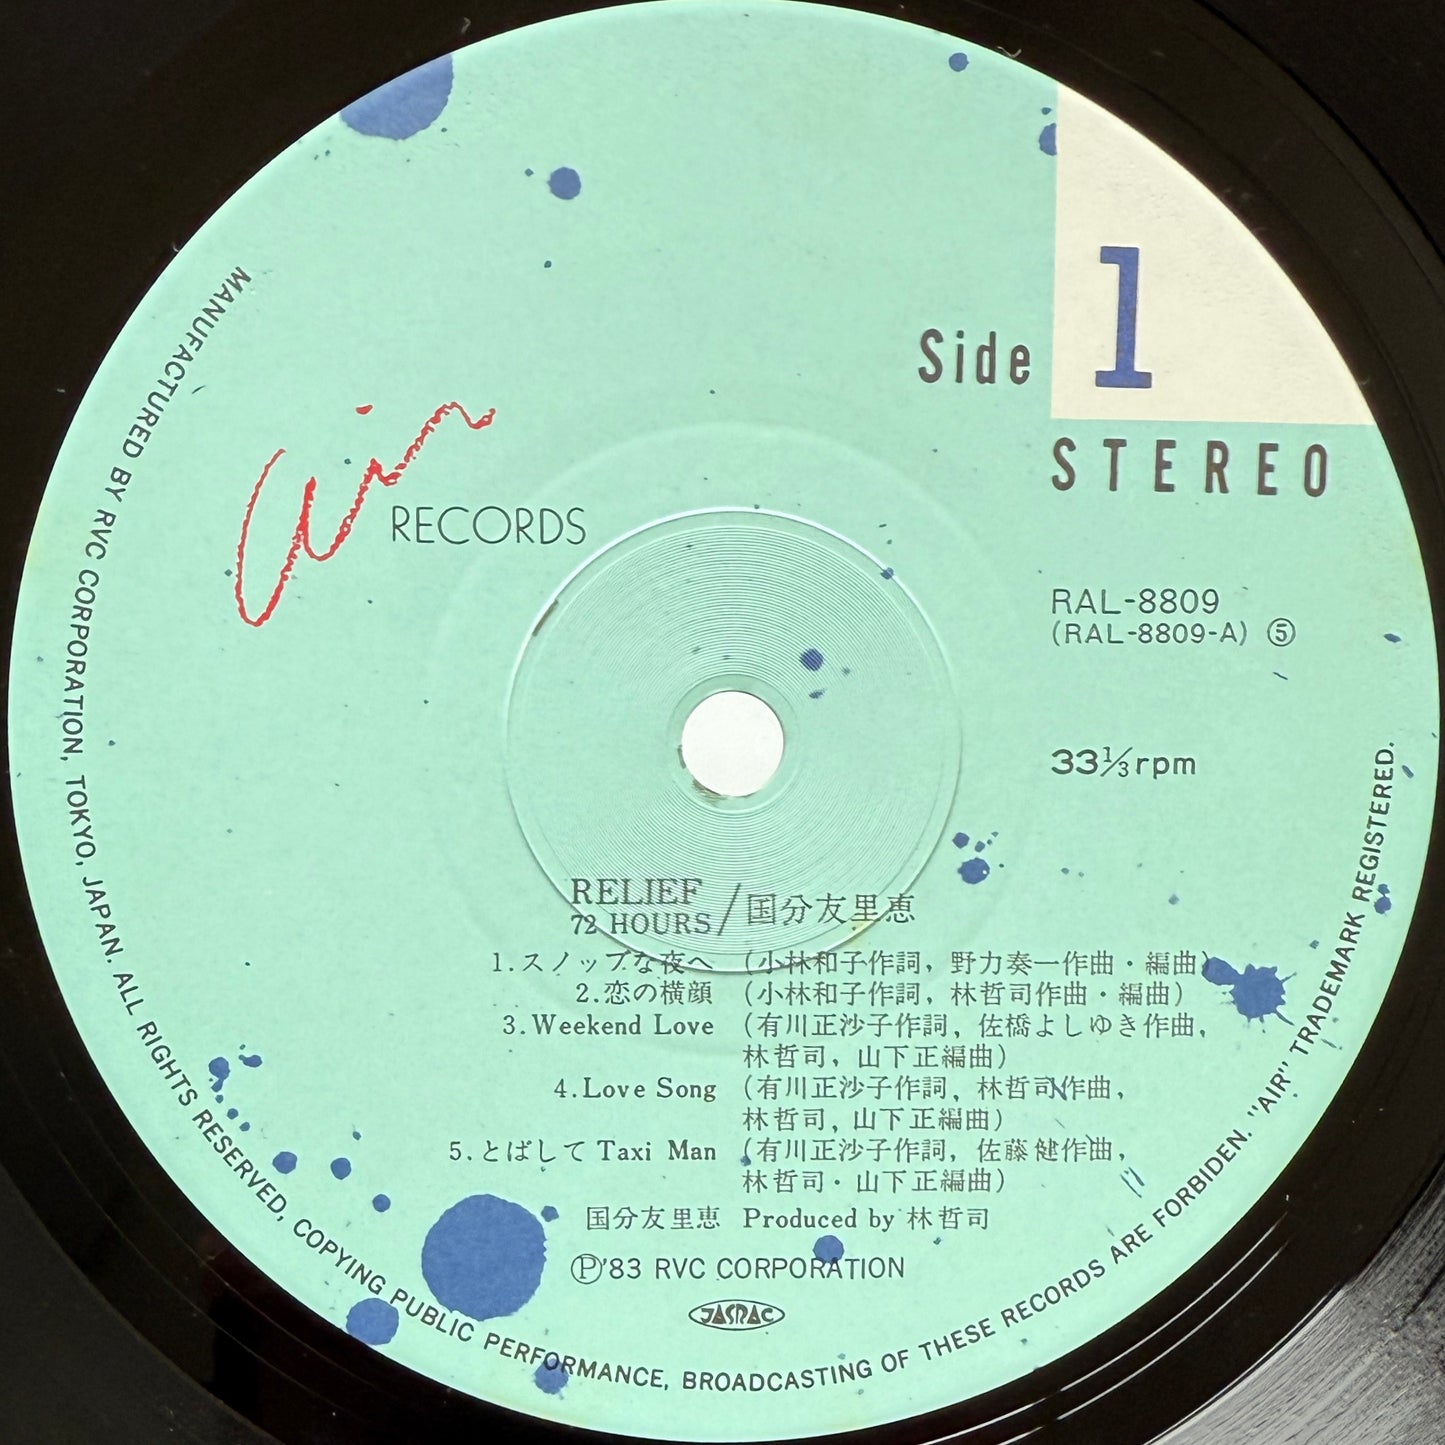 Side 1
STEREO
Air
RECORDS
RAL-8809
(RAL-8809-A) ⑤
33⅓rpm
RELIEF
72 HOURS / 国分友里恵
1.スノッブな夜へ (小林和子作詞, 野力奏一作曲・編曲)
2.恋の横顔 (小林和子作詞, 林哲司作曲・編曲)
3.Weekend Love (有川正沙子作詞, 佐橋よしゆき作曲,
林哲司, 山下正編曲)
4.Love Song (有川正沙子作詞, 林哲司作曲,
林哲司, 山下正編曲)
5.とばして Taxi Man (有川正沙子作詞, 佐藤健作曲,
林哲司・山下正編曲)
国分友里恵 Produced by 林哲司
Ⓟ'83 RVC CORPORATION
JASRAC
MANUFACTURED BY RVC CORPORATION, TOKYO, JAPAN. ALL RIGHTS RESERVED, COPYING PUBLIC PERFORMANCE, BROADCASTING OF THESE RECORDS ARE FORBIDEN. "AIR" TRADEMARK REGISTERED.